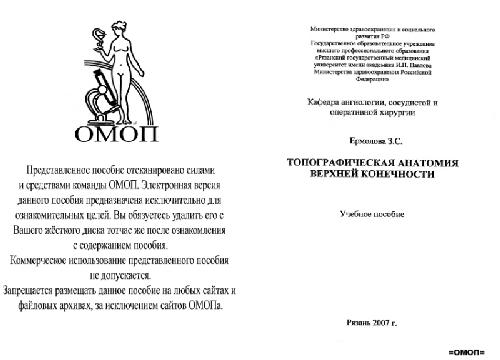 ОМОП
Представленное пособие отсканировано силами
и средствами команды ОМОП. Электронная версия
данного пособия предназначена исключительно для
ознакомительных целей. Вы обязуетесь удалить его с
Вашего жёсткого диска тотчас же после ознакомления
с содержанием пособия.
Коммерческое использование представленного пособия
не допускается.
Запрещается размещать данное пособие на любых сайтах и
файловых архивах, за исключением сайтов ОМОПа.
Министерство здравоохранения и социального
развития РФ
Государственное образовательное учреждение
высшего профессионального образования
«Рязанский государственный медицинский
университет имени академика И.П. Павлова
Министерства здравоохранения Российской
Федерации»
Кафедра ангиологии, сосудистой и
оперативной хирургии
Ермолова З.С.
ТОПОГРАФИЧЕСКАЯ АНАТОМИЯ
ВЕРХНЕЙ КОНЕЧНОСТИ
Учебное пособие
Рязань 2007 г.
=ОМОП=